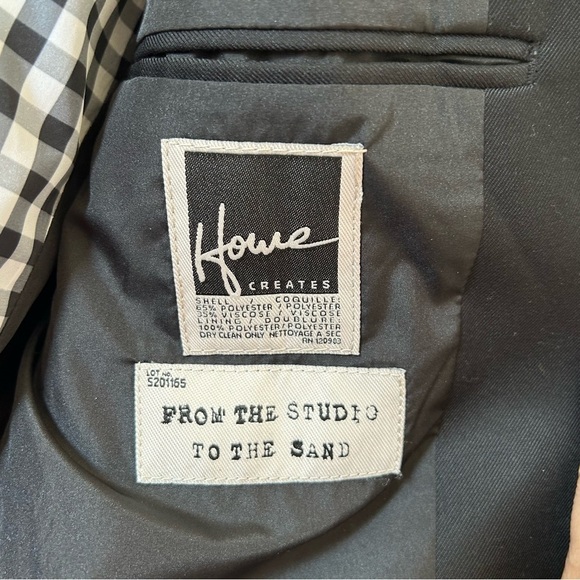 Howe
CREATES
SHELL / COQUILLE:
65% POLYESTER / POLYESTER
35% VISCOSE / VISCOSE
LINING / DOUBLURE:
100% POLYESTER/POLYESTER
DRY CLEAN ONLY NETTOYAGE A SEC
RN 120903
LOT No.
S201165
FROM THE STUDIO
TO THE SAND